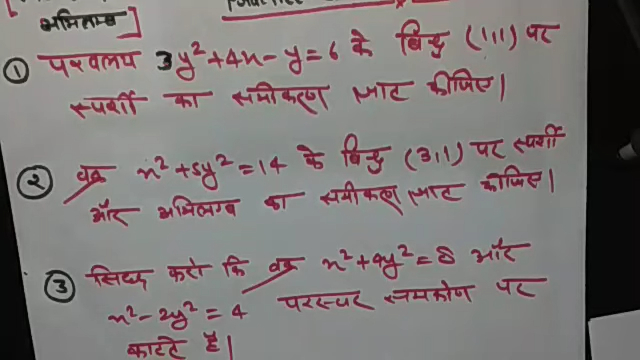 अभिलम्ब]
① परवलय 3y²+4x-y=6 के बिन्दु (1,1) पर
स्पर्शी का समीकरण ज्ञात कीजिए।
② वक्र x²+5y²=14 के बिन्दु (3,1) पर स्पर्शी
और अभिलम्ब का समीकरण ज्ञात कीजिए।
③ सिद्ध करो कि वक्र x²+4y²=8 और
x²-2y²=4 परस्पर समकोण पर
काटते है।